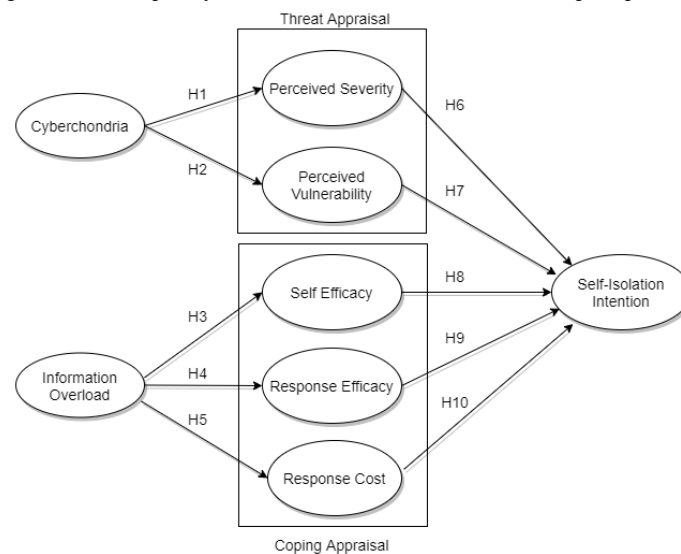 Threat Appraisal
H1
Perceived Severity
H6
Cyberchondria
H2
Perceived
Vulnerability
H7
Self Efficacy
H8
Self-Isolation
Intention
H3
H9
Information
Overload
H4
Response Efficacy
H5
H10
Response Cost
Coping Appraisal